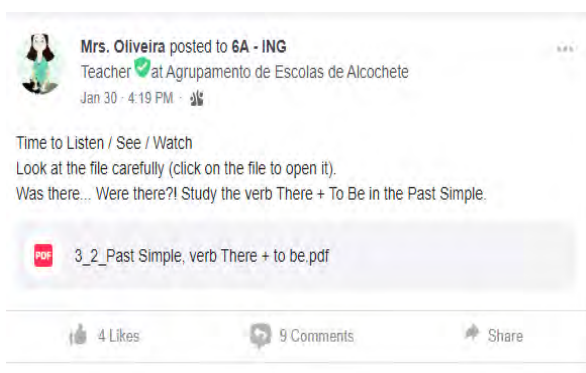 Mrs. Oliveira posted to 6A - ING
Teacher at Agrupamento de Escolas de Alcochete
Jan 30 · 4:19 PM ·
Time to Listen / See / Watch
Look at the file carefully (click on the file to open it).
Was there... Were there?! Study the verb There + To Be in the Past Simple.
PDF 3_2_Past Simple, verb There + to be.pdf
4 Likes 9 Comments Share